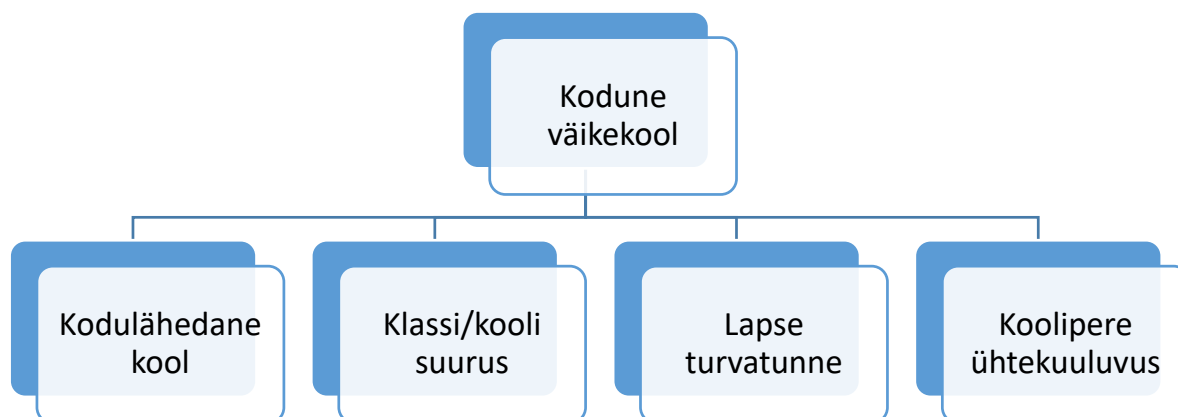 Kodune
väikekool
Kodulähedane
kool
Klassi/kooli
suurus
Lapse
turvatunne
Koolipere
ühtekuuluvus